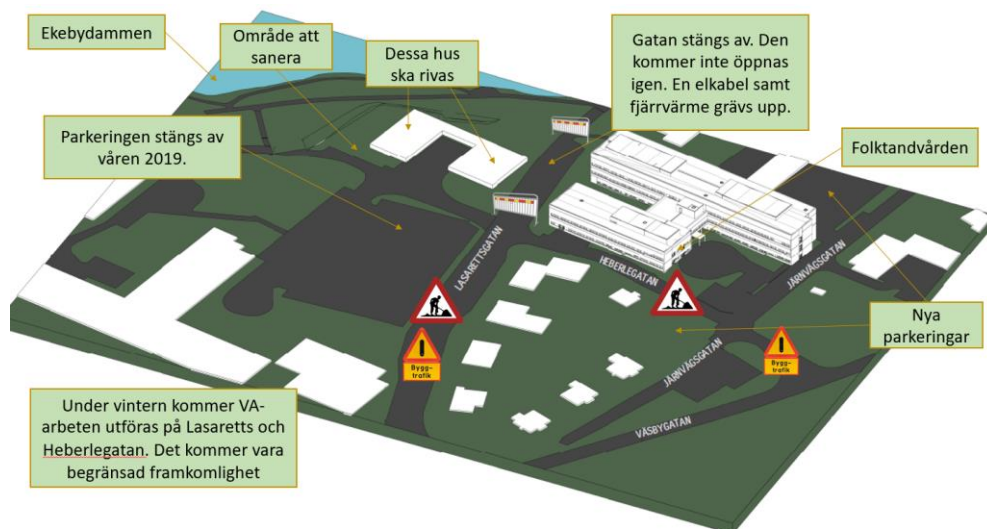 Ekebydammen
Område att
sanera
Dessa hus
ska rivas
Gatan stängs av. Den
kommer inte öppnas
igen. En elkabel samt
fjärrvärme grävs upp.
Parkeringen stängs av
våren 2019.
Folktandvården
LASARETTSGATAN
HEBERLEGATAN
JÄRNVÄGSGATAN
Nya
parkeringar
JÄRNVÄGSGATAN
VÄSBYGATAN
Bygg-
trafik
Bygg-
trafik
Under vintern kommer VA-
arbeten utföras på Lasaretts och
Heberlegatan. Det kommer vara
begränsad framkomlighet